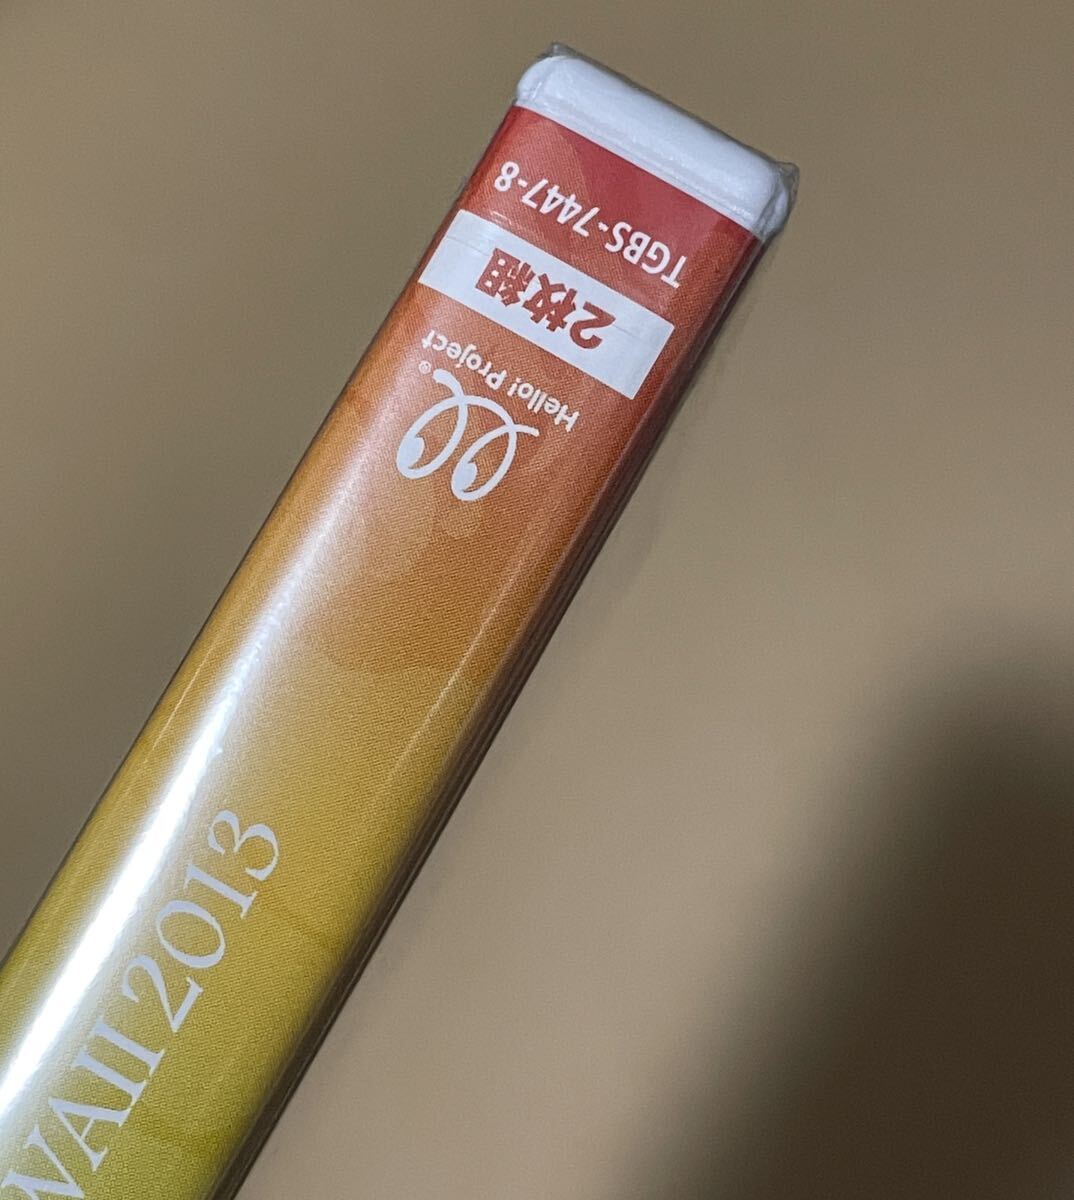 TGBS-7447-8
2枚組
Hello! Project
®
WAII 2013